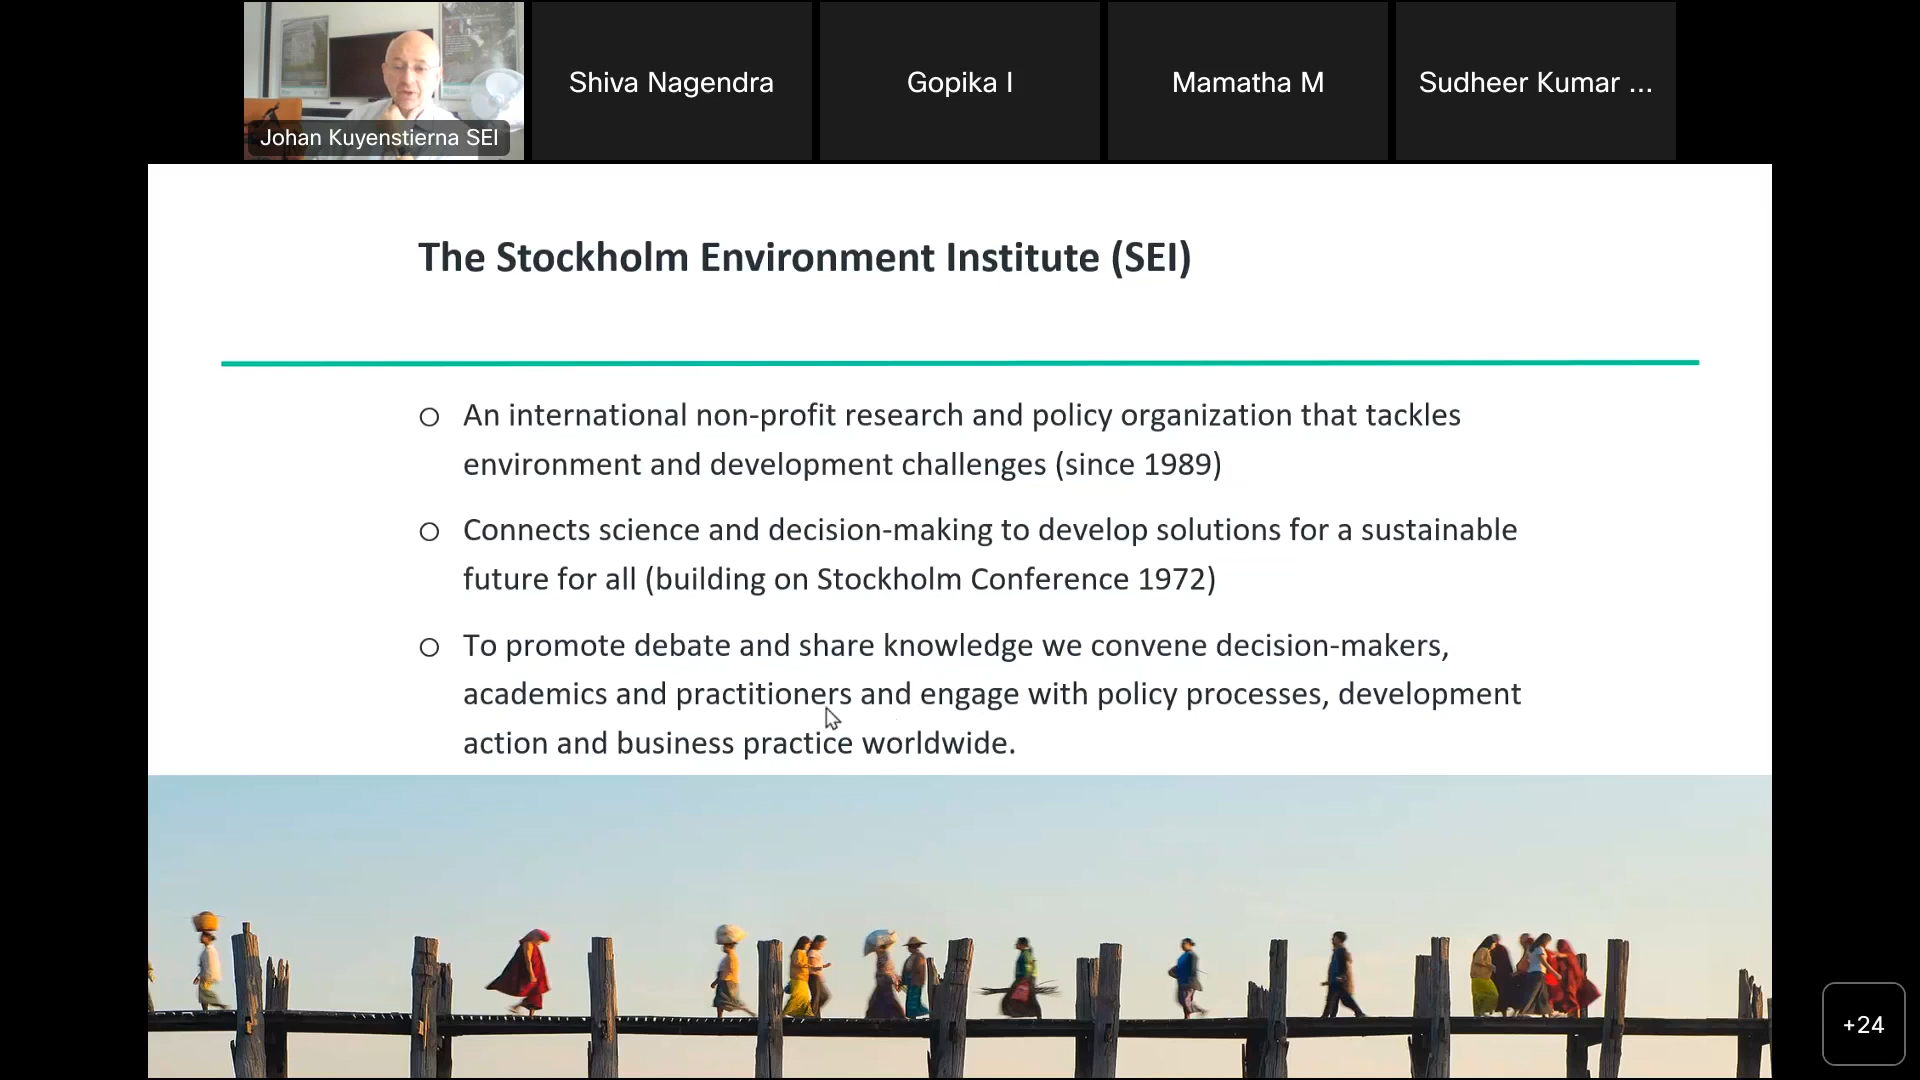 Johan Kuyenstierna SEI
Shiva Nagendra
Gopika I
Mamatha M
Sudheer Kumar ...
The Stockholm Environment Institute (SEI)
An international non-profit research and policy organization that tackles
environment and development challenges (since 1989)
Connects science and decision-making to develop solutions for a sustainable
future for all (building on Stockholm Conference 1972)
To promote debate and share knowledge we convene decision-makers,
academics and practitioners and engage with policy processes, development
action and business practice worldwide.
+24